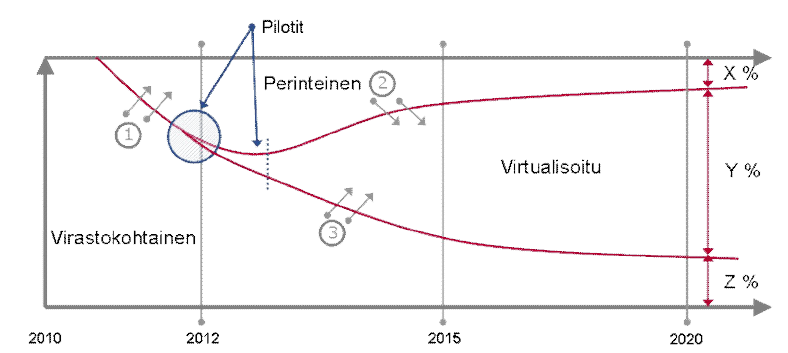 Pilotit
Perinteinen
2
X %
1
Virtualisoitu
Y %
3
Virastokohtainen
Z %
2010
2012
2015
2020